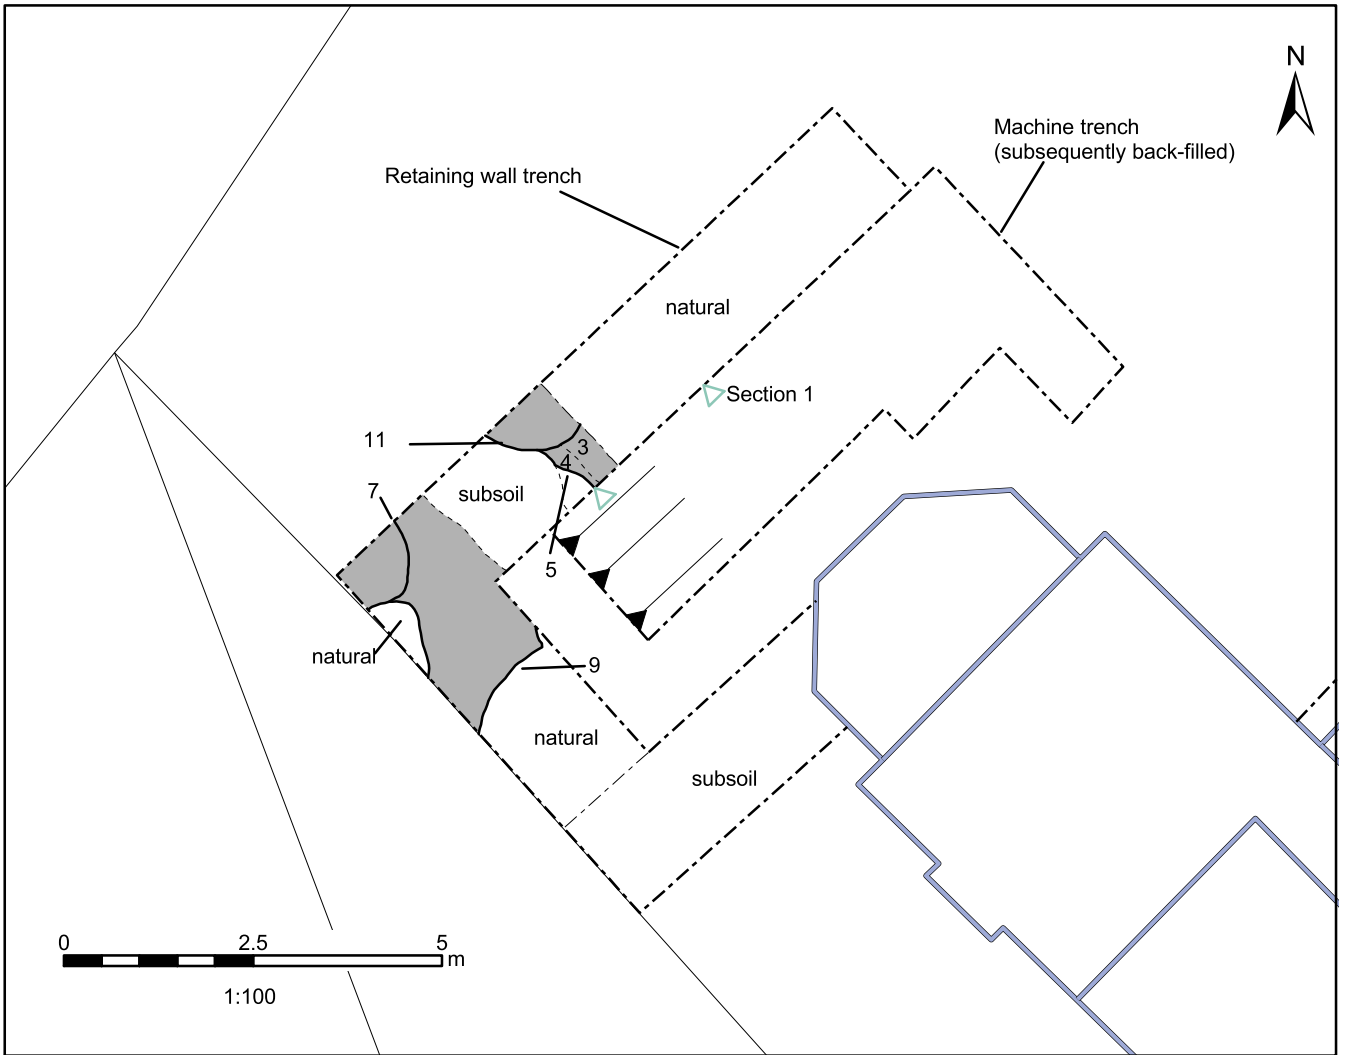 N
Machine trench
(subsequently back-filled)
Retaining wall trench
natural
Section 1
11
3
4
7
subsoil
5
natural
9
natural
subsoil
0 2.5 5
m
1:100